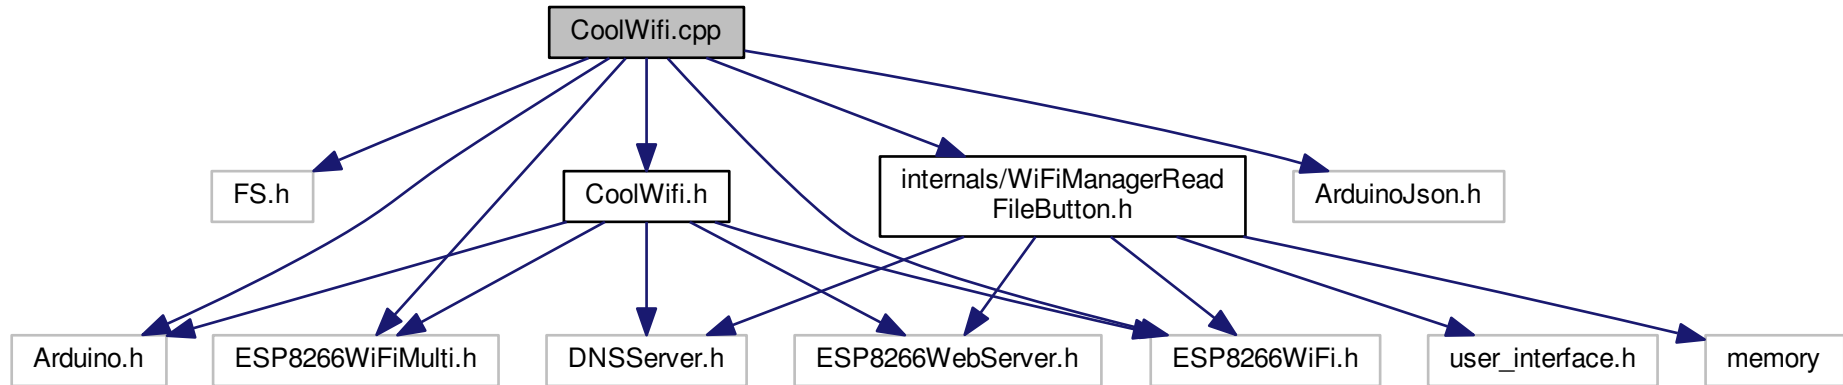 CoolWifi.cpp
FS.h
CoolWifi.h
internals/WiFiManagerRead
FileButton.h
ArduinoJson.h
Arduino.h
ESP8266WiFiMulti.h
DNSServer.h
ESP8266WebServer.h
ESP8266WiFi.h
user_interface.h
memory